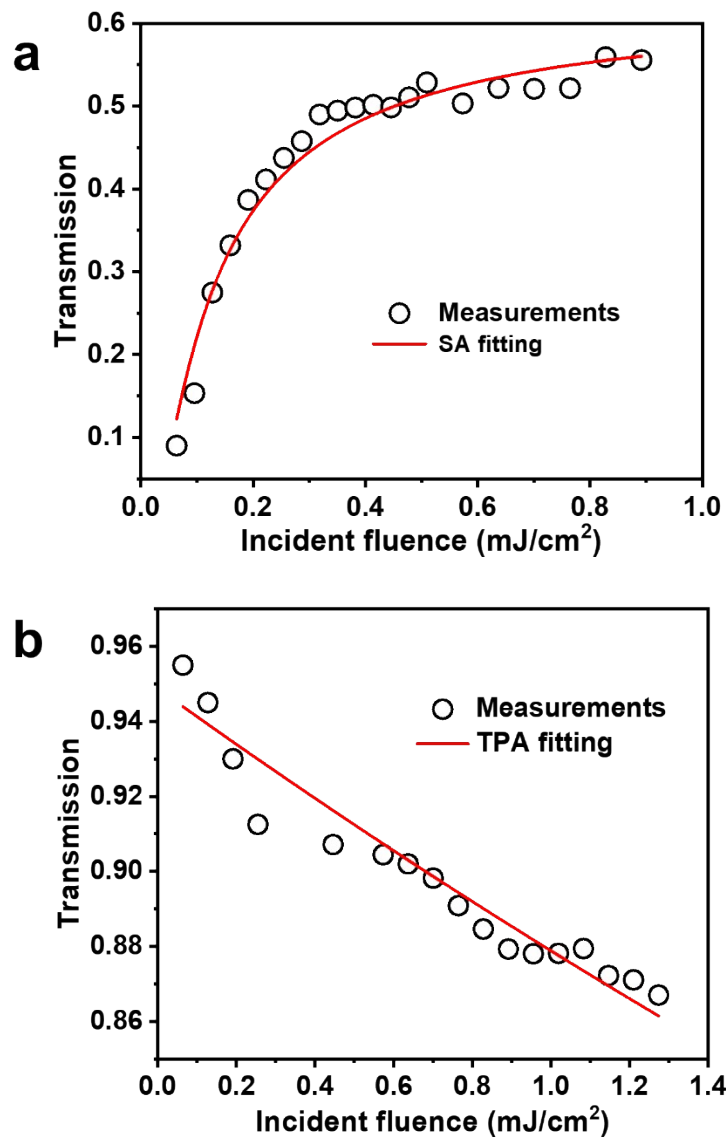 a
0.6
0.5
0.4
0.3
0.2
0.1
Transmission
Measurements
SA fitting
0.0 0.2 0.4 0.6 0.8 1.0
Incident fluence (mJ/cm²)
b
0.96
0.94
0.92
0.90
0.88
0.86
Transmission
Measurements
TPA fitting
0.0 0.2 0.4 0.6 0.8 1.0 1.2 1.4
Incident fluence (mJ/cm²)